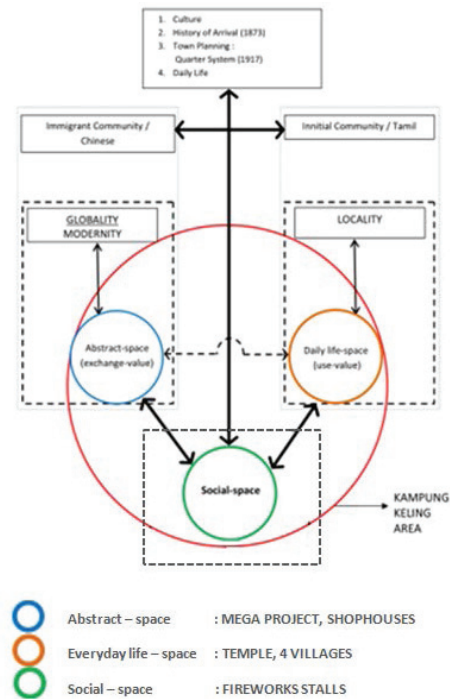 1. Culture
2. History of Arrival (1873)
3. Town Planning :
Quarter System (1917)
4. Daily Life
Immigrant Community /
Chinese
Innitial Community / Tamil
GLOBALITY
MODERNITY
LOCALITY
Abstract-space
(exchange-value)
Daily life-space
(use-value)
Social-space
KAMPUNG
KELING
AREA
Abstract – space : MEGA PROJECT, SHOPHOUSES
Everyday life – space : TEMPLE, 4 VILLAGES
Social – space : FIREWORKS STALLS